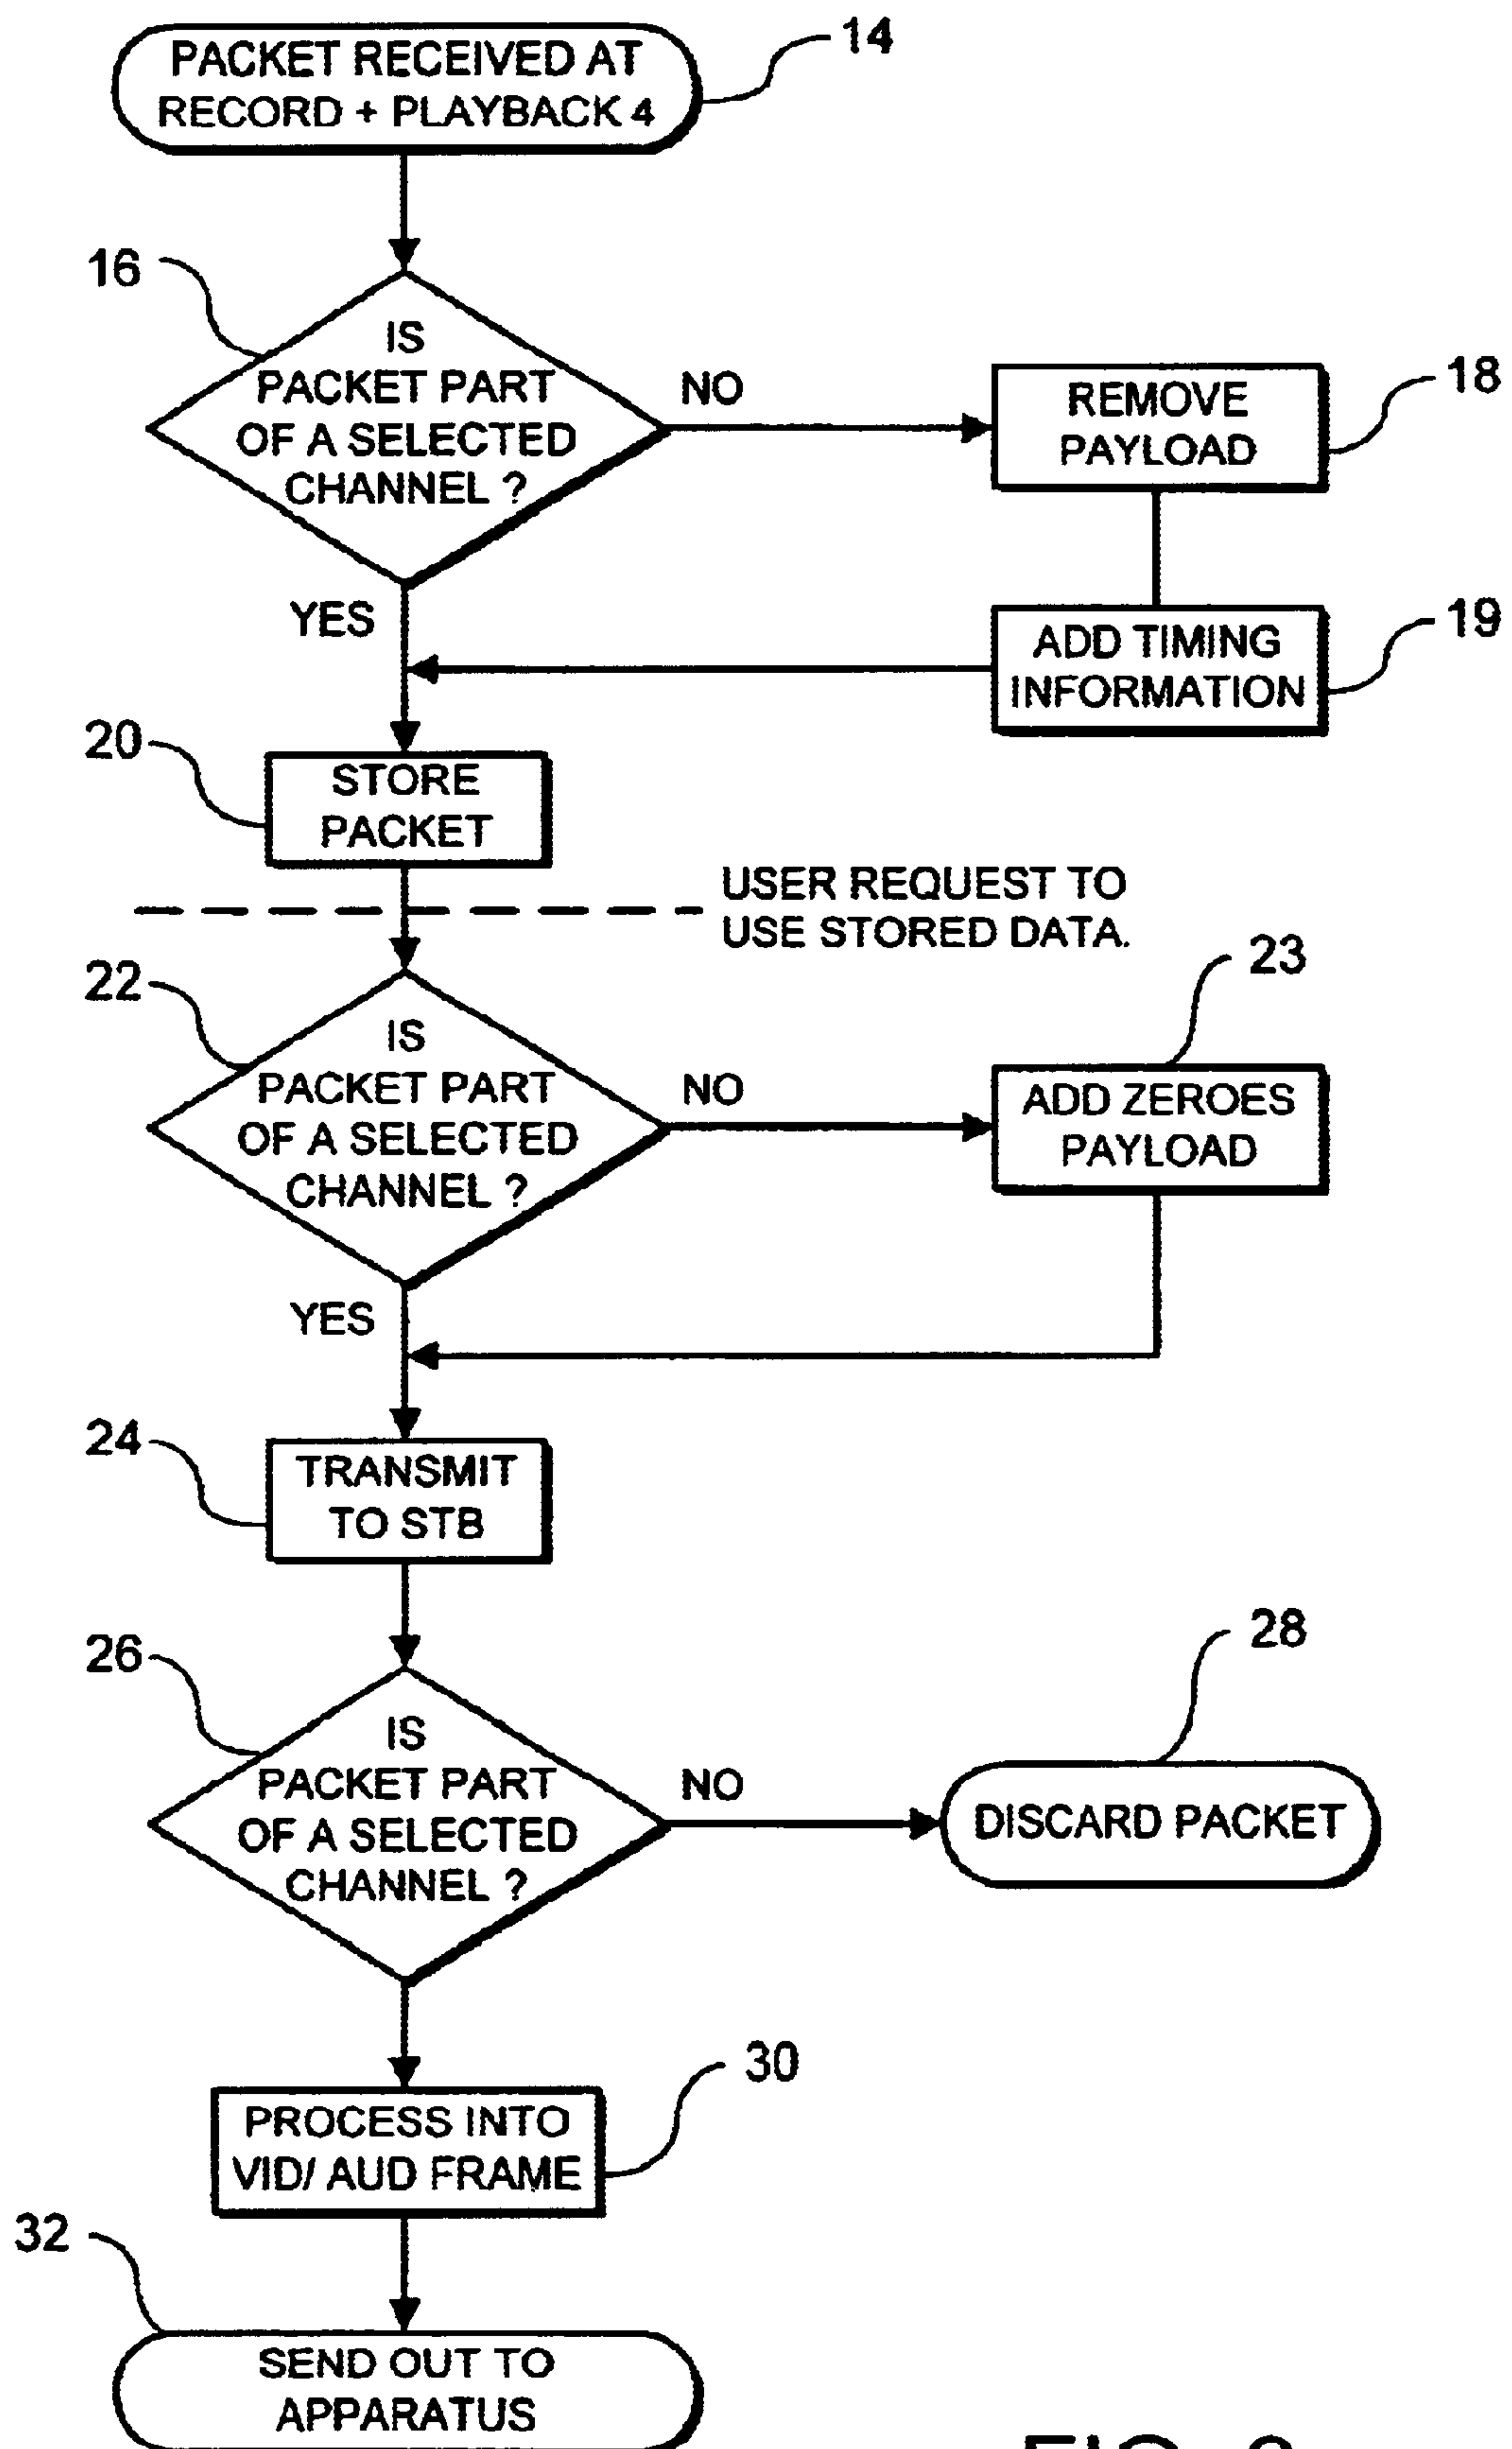 PACKET RECEIVED AT
RECORD + PLAYBACK 4
14
16
IS
PACKET PART
OF A SELECTED
CHANNEL ?
NO
REMOVE
PAYLOAD
18
YES
ADD TIMING
INFORMATION
19
20
STORE
PACKET
USER REQUEST TO
USE STORED DATA.
22
IS
PACKET PART
OF A SELECTED
CHANNEL ?
NO
23
ADD ZEROES
PAYLOAD
YES
24
TRANSMIT
TO STB
26
IS
PACKET PART
OF A SELECTED
CHANNEL ?
NO
28
DISCARD PACKET
30
PROCESS INTO
VID/ AUD FRAME
32
SEND OUT TO
APPARATUS